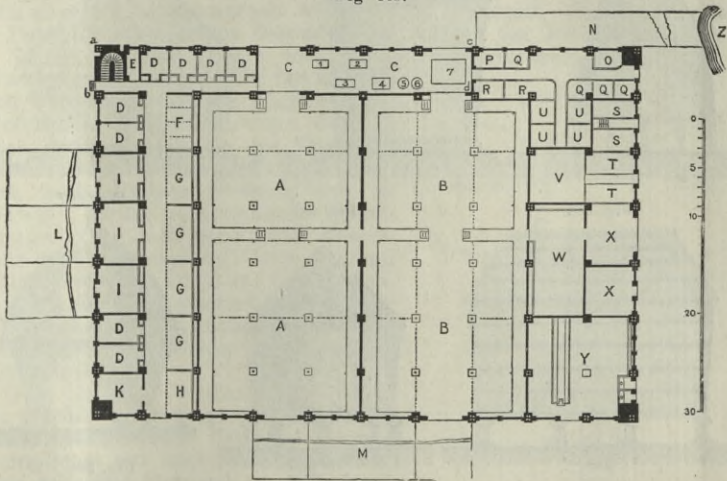 a c N Z
E D D D D C 1 2 C P Q O
3 4 5 6 7
b d R R Q Q Q
D F U U S 0
D U U S
I G A B V T 5
T
L I G W X 10
I G A B X
D G 20
D Y
K H 30
M